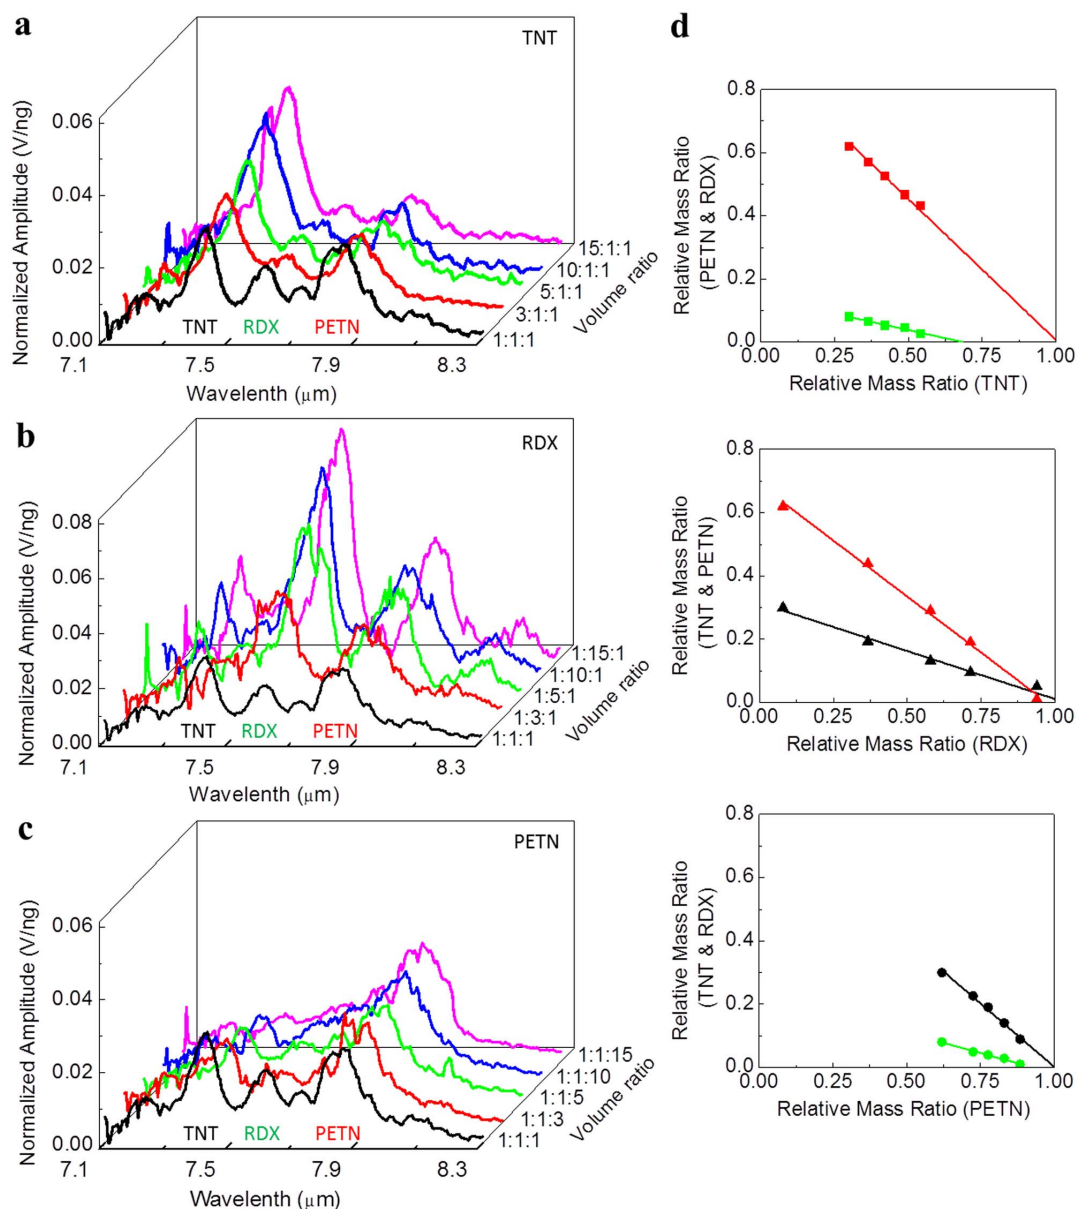 a
TNT
Normalized Amplitude (V/ng)
0.06
0.04
0.02
0.00
TNT
RDX
PETN
7.1
7.5
7.9
8.3
Wavelenth (μm)
15:1:1
10:1:1
5:1:1
3:1:1
1:1:1
Volume ratio
b
RDX
Normalized Amplitude (V/ng)
0.08
0.06
0.04
0.02
0.00
TNT
RDX
PETN
7.1
7.5
7.9
8.3
Wavelenth (μm)
1:15:1
1:10:1
1:5:1
1:3:1
1:1:1
Volume ratio
c
PETN
Normalized Amplitude (V/ng)
0.06
0.04
0.02
0.00
TNT
RDX
PETN
7.1
7.5
7.9
8.3
Wavelenth (μm)
1:1:15
1:1:10
1:1:5
1:1:3
1:1:1
Volume ratio
d
Relative Mass Ratio
(PETN & RDX)
0.8
0.6
0.4
0.2
0.0
0.00
0.25
0.50
0.75
1.00
Relative Mass Ratio (TNT)
Relative Mass Ratio
(TNT & PETN)
0.8
0.6
0.4
0.2
0.0
0.00
0.25
0.50
0.75
1.00
Relative Mass Ratio (RDX)
Relative Mass Ratio
(TNT & RDX)
0.8
0.6
0.4
0.2
0.0
0.00
0.25
0.50
0.75
1.00
Relative Mass Ratio (PETN)